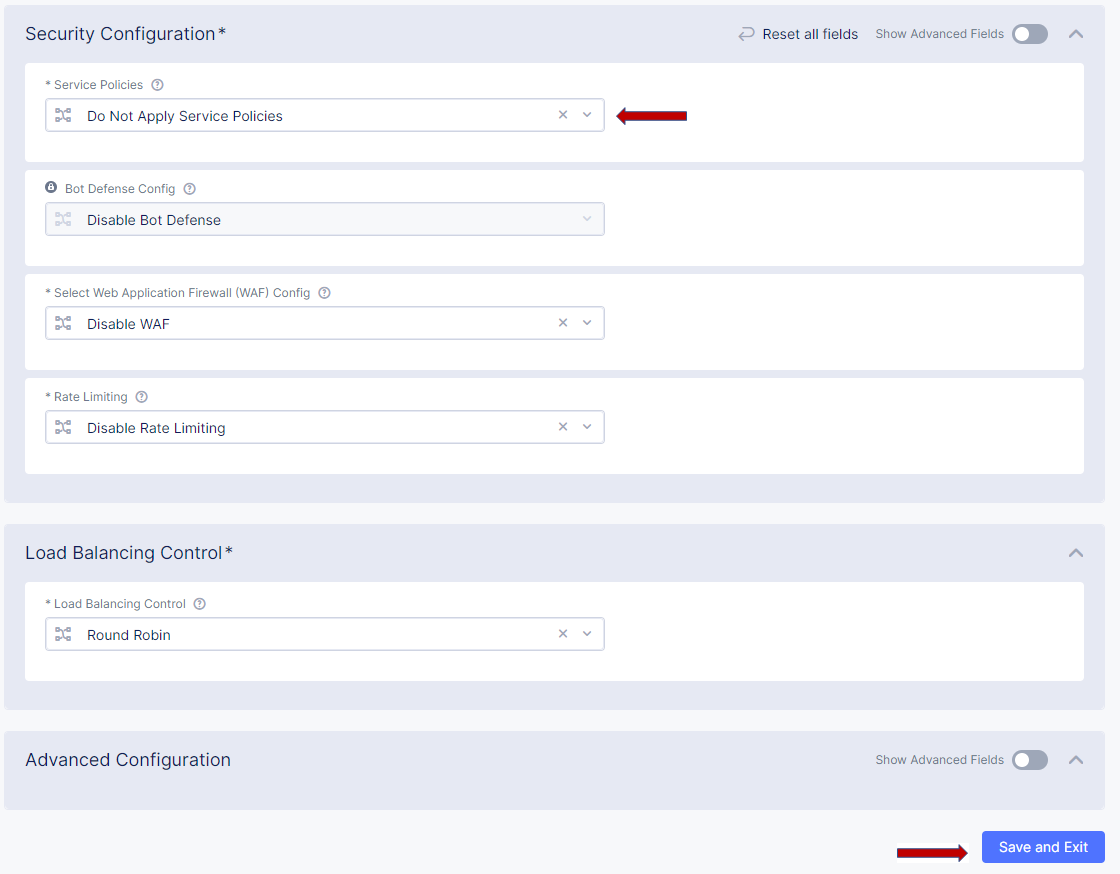 Security Configuration*
Reset all fields
Show Advanced Fields
* Service Policies
Do Not Apply Service Policies
Bot Defense Config
Disable Bot Defense
* Select Web Application Firewall (WAF) Config
Disable WAF
* Rate Limiting
Disable Rate Limiting
Load Balancing Control*
* Load Balancing Control
Round Robin
Advanced Configuration
Show Advanced Fields
Save and Exit